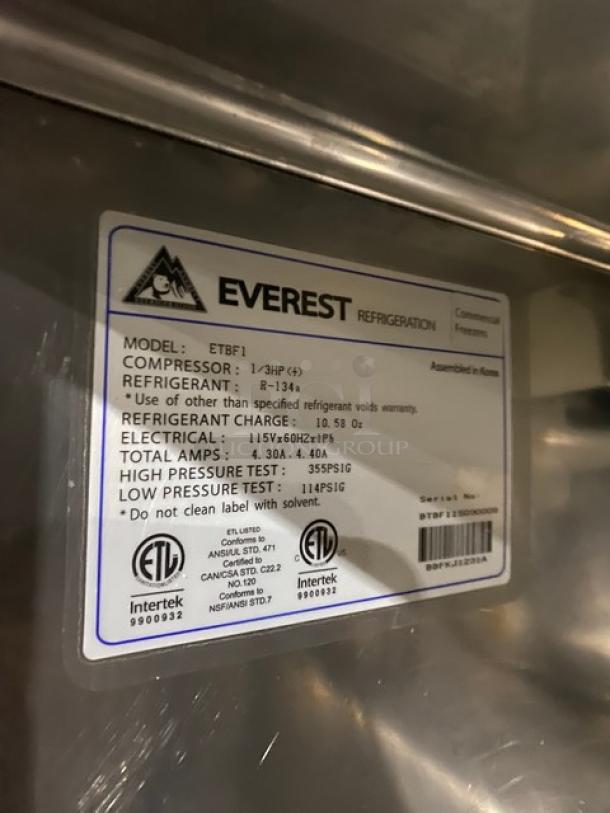 EVEREST REFRIGERATION
Commercial
Freezers
Assembled in Korea
MODEL: ETBF1
COMPRESSOR: 1/3HP(+)
REFRIGERANT: R-134a
*Use of other than specified refrigerant voids warranty.
REFRIGERANT CHARGE: 10.58 Oz
ELECTRICAL: 115Vx60HZx1Ph
TOTAL AMPS: 4.30A. 4.40A
HIGH PRESSURE TEST: 355PSIG
LOW PRESSURE TEST: 114PSIG
*Do not clean label with solvent.
Serial No.
ETL LISTED
Conforms to
ANSI/UL STD. 471
Certified to
CAN/CSA STD. C22.2
NO.120
Conforms to
NSF/ANSI STD.7
ETL
Intertek
9900932
C ETL US
Intertek
9900932
GROUP